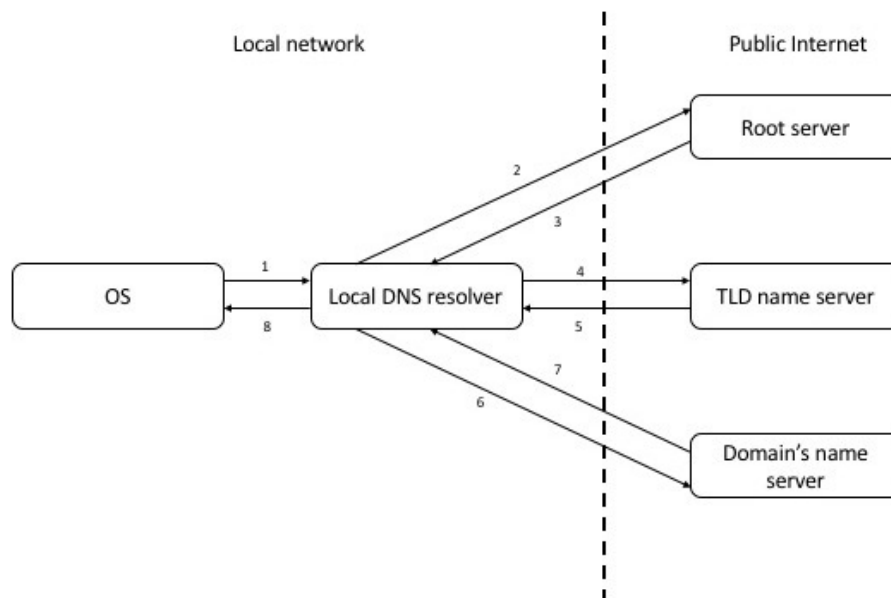 Local network
Public Internet
Root server
2
3
1
4
OS
Local DNS resolver
TLD name server
8
5
7
6
Domain’s name
server